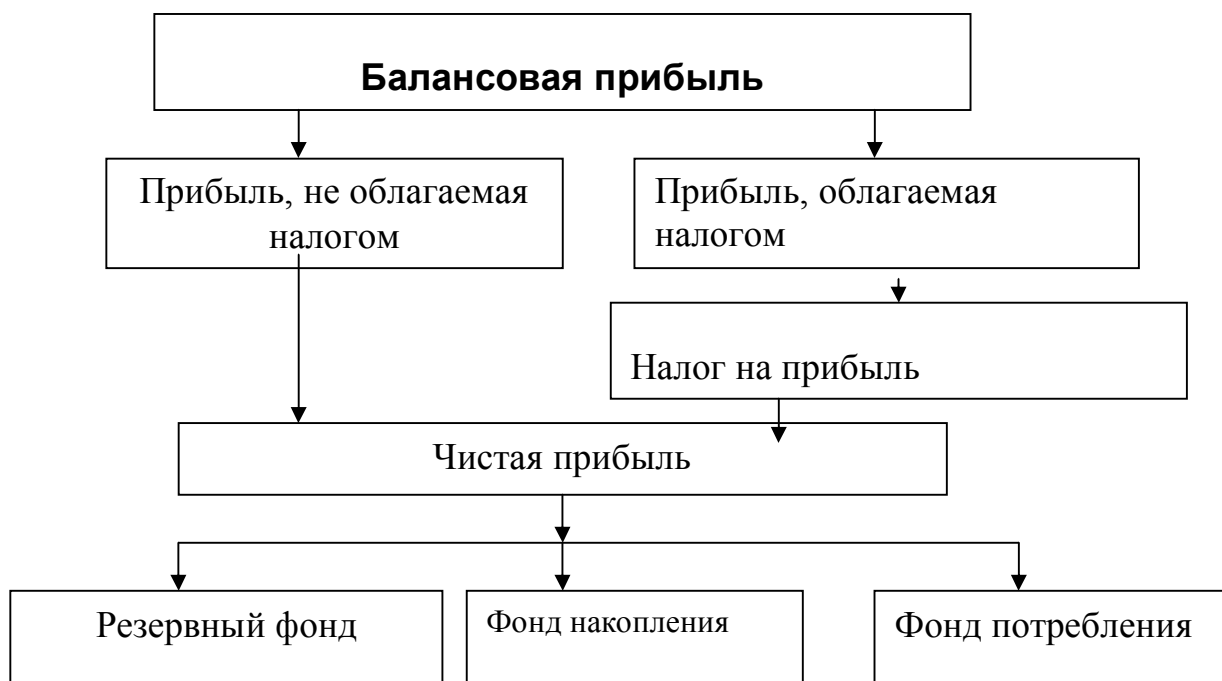 Балансовая прибыль
Прибыль, не облагаемая
налогом
Прибыль, облагаемая
налогом
Налог на прибыль
Чистая прибыль
Резервный фонд
Фонд накопления
Фонд потребления